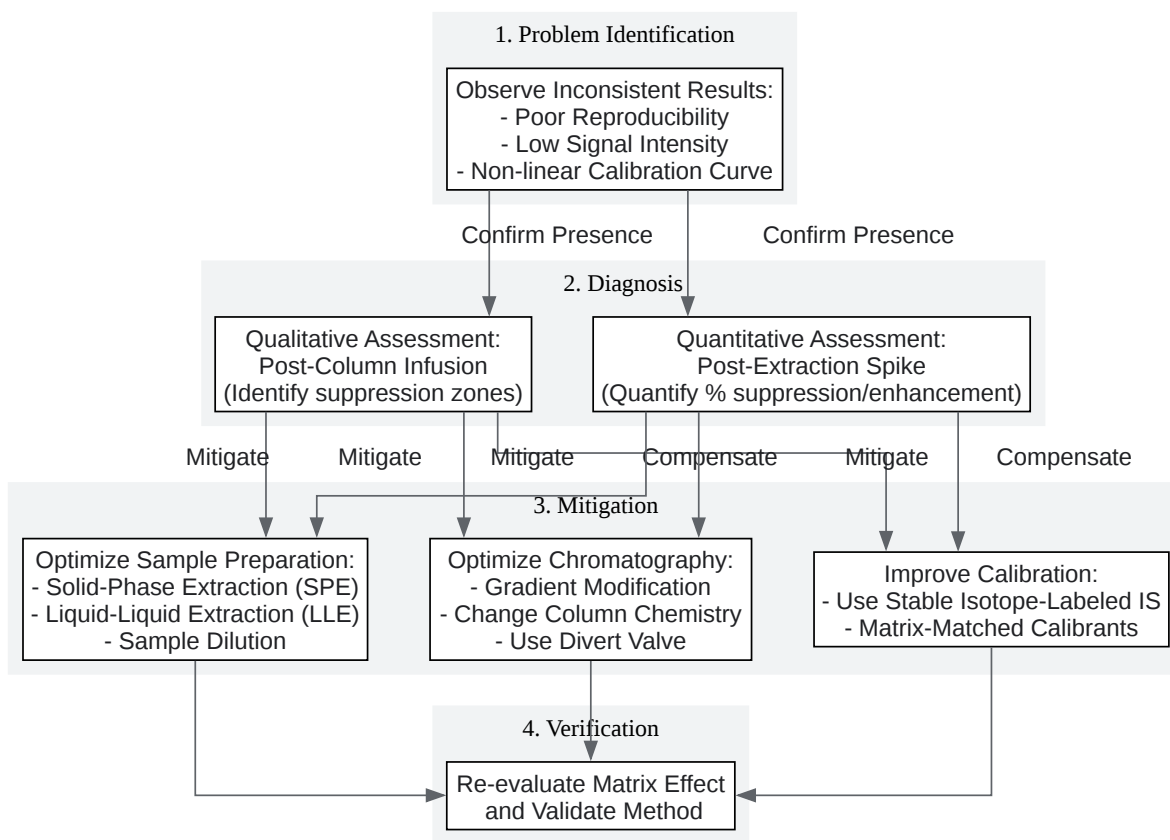 1. Problem Identification
Observe Inconsistent Results:
- Poor Reproducibility
- Low Signal Intensity
- Non-linear Calibration Curve
Confirm Presence
Confirm Presence
2. Diagnosis
Qualitative Assessment:
Post-Column Infusion
(Identify suppression zones)
Quantitative Assessment:
Post-Extraction Spike
(Quantify % suppression/enhancement)
Mitigate
Mitigate
Mitigate
Compensate
Mitigate
Compensate
3. Mitigation
Optimize Sample Preparation:
- Solid-Phase Extraction (SPE)
- Liquid-Liquid Extraction (LLE)
- Sample Dilution
Optimize Chromatography:
- Gradient Modification
- Change Column Chemistry
- Use Divert Valve
Improve Calibration:
- Use Stable Isotope-Labeled IS
- Matrix-Matched Calibrants
4. Verification
Re-evaluate Matrix Effect
and Validate Method